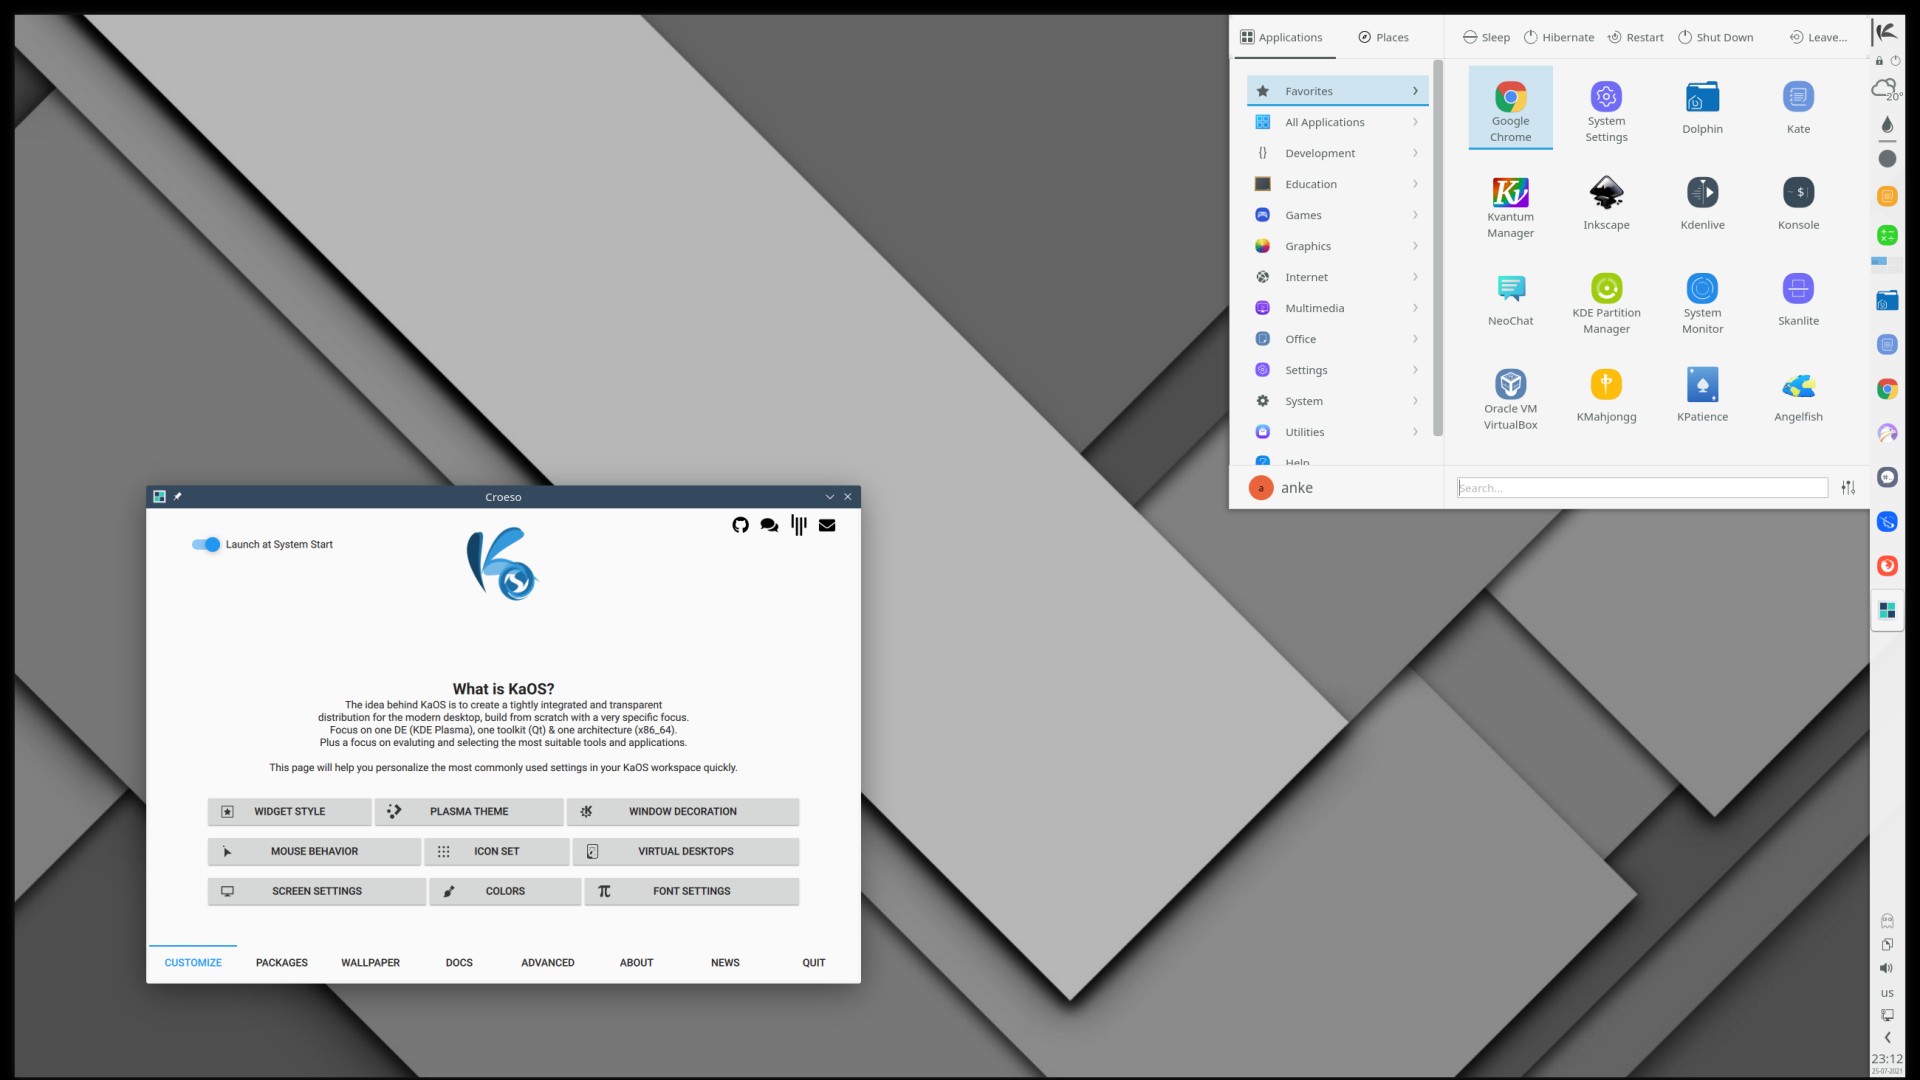 Applications
Places
Sleep
Hibernate
Restart
Shut Down
Leave...
Favorites
All Applications
Development
Education
Games
Graphics
Internet
Multimedia
Office
Settings
System
Utilities
Help
Google
Chrome
System
Settings
Dolphin
Kate
Kvantum
Manager
Inkscape
Kdenlive
Konsole
NeoChat
KDE Partition
Manager
System
Monitor
Skanlite
Oracle VM
VirtualBox
KMahjongg
KPatience
Angelfish
a
anke
Search...
20°
Croeso
Launch at System Start
What is KaOS?
The idea behind KaOS is to create a tightly integrated and transparent
distribution for the modern desktop, build from scratch with a very specific focus.
Focus on one DE (KDE Plasma), one toolkit (Qt) & one architecture (x86_64).
Plus a focus on evaluting and selecting the most suitable tools and applications.
This page will help you personalize the most commonly used settings in your KaOS workspace quickly.
WIDGET STYLE
PLASMA THEME
WINDOW DECORATION
MOUSE BEHAVIOR
ICON SET
VIRTUAL DESKTOPS
SCREEN SETTINGS
COLORS
FONT SETTINGS
CUSTOMIZE
PACKAGES
WALLPAPER
DOCS
ADVANCED
ABOUT
NEWS
QUIT
us
23:12
25-07-2021